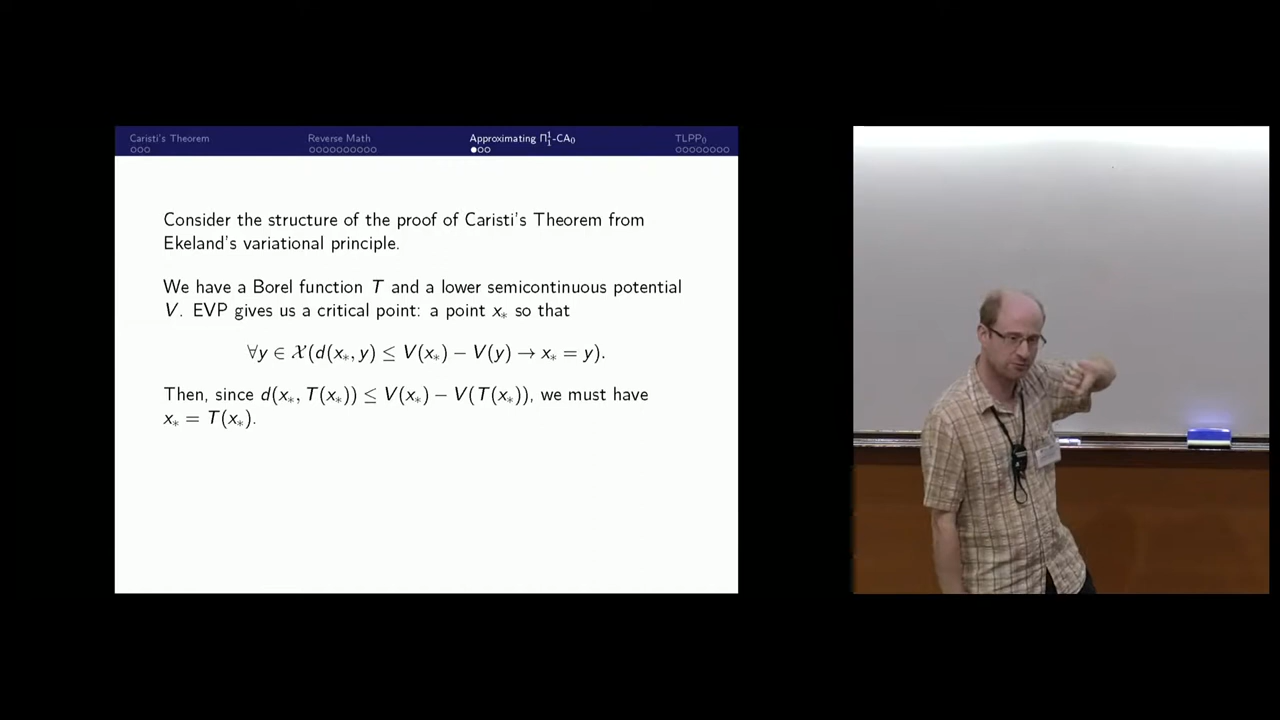 Caristi's Theorem Reverse Math Approximating Π¹₁-CA₀ TLPP₀
Consider the structure of the proof of Caristi's Theorem from
Ekeland's variational principle.
We have a Borel function T and a lower semicontinuous potential
V. EVP gives us a critical point: a point x* so that
∀y ∈ 𝒳(d(x*, y) ≤ V(x*) − V(y) → x* = y).
Then, since d(x*, T(x*)) ≤ V(x*) − V(T(x*)), we must have
x* = T(x*).